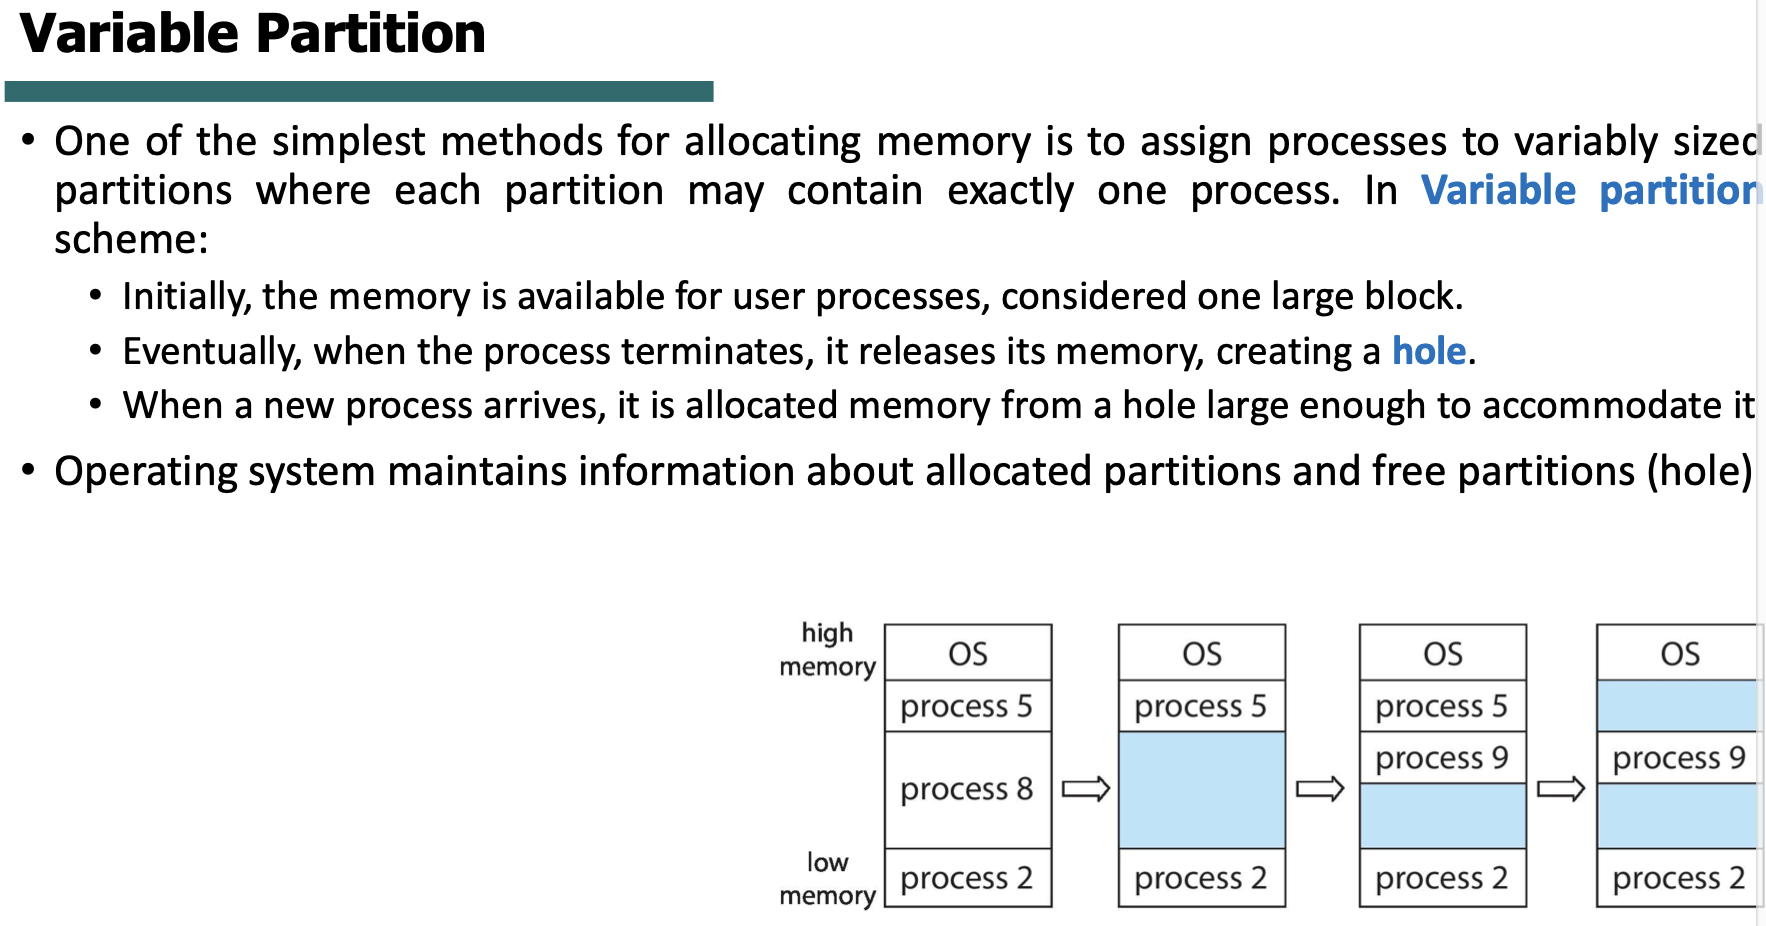 Variable Partition
• One of the simplest methods for allocating memory is to assign processes to variably sized
partitions where each partition may contain exactly one process. In Variable partition
scheme:
• Initially, the memory is available for user processes, considered one large block.
• Eventually, when the process terminates, it releases its memory, creating a hole.
• When a new process arrives, it is allocated memory from a hole large enough to accommodate it
• Operating system maintains information about allocated partitions and free partitions (hole)
high
memory
OS
process 5
process 8
low
memory
process 2
OS
process 5
process 2
OS
process 5
process 9
process 2
OS
process 9
process 2